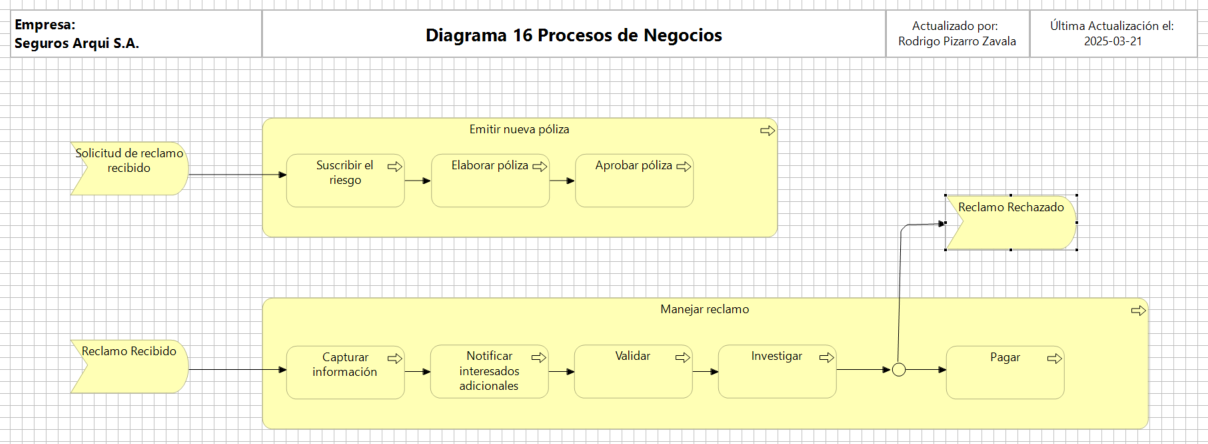 Empresa:
Seguros Arqui S.A.
Diagrama 16 Procesos de Negocios
Actualizado por:
Rodrigo Pizarro Zavala
Última Actualización el:
2025-03-21
Emitir nueva póliza
Solicitud de reclamo
recibido
Suscribir el
riesgo
Elaborar póliza
Aprobar póliza
Reclamo Rechazado
Manejar reclamo
Reclamo Recibido
Capturar
información
Notificar
interesados
adicionales
Validar
Investigar
Pagar